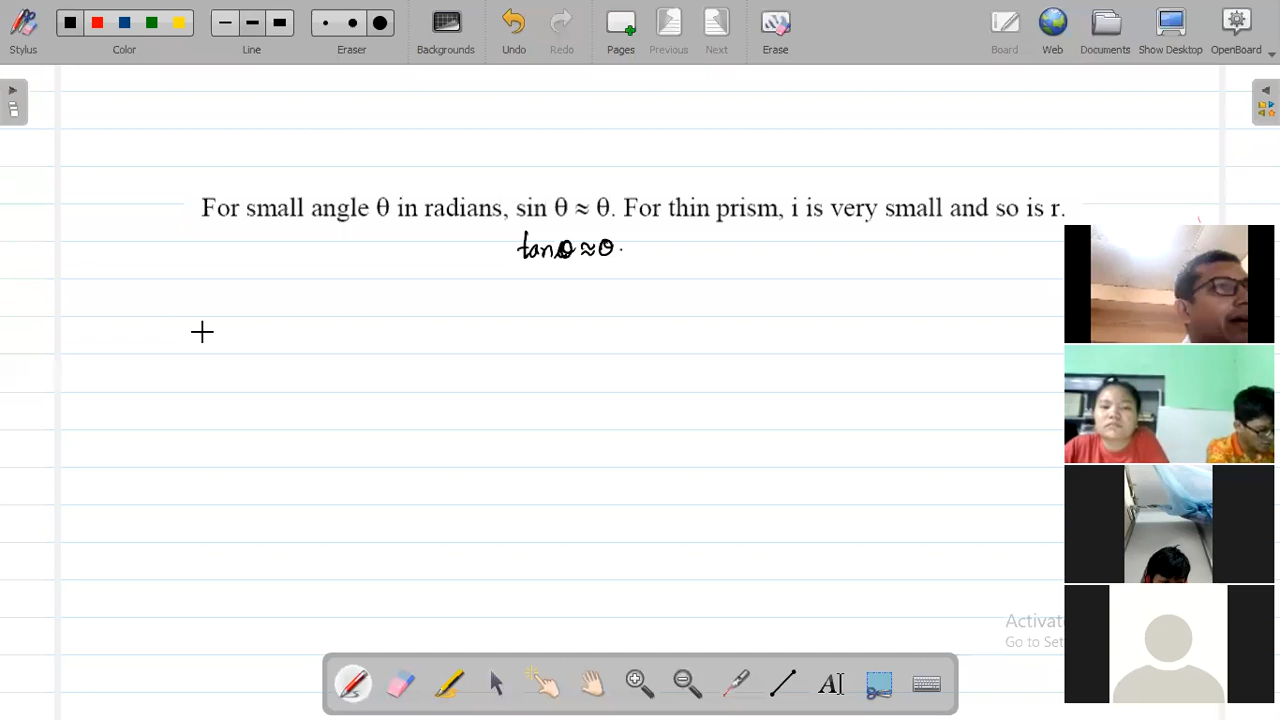 Stylus Color Line Eraser Backgrounds Undo Redo Pages Previous Next Erase Board Web Documents Show Desktop OpenBoard
For small angle θ in radians, sin θ ≈ θ. For thin prism, i is very small and so is r.
tanθ ≈ θ.
Activat
Go to Set
AI